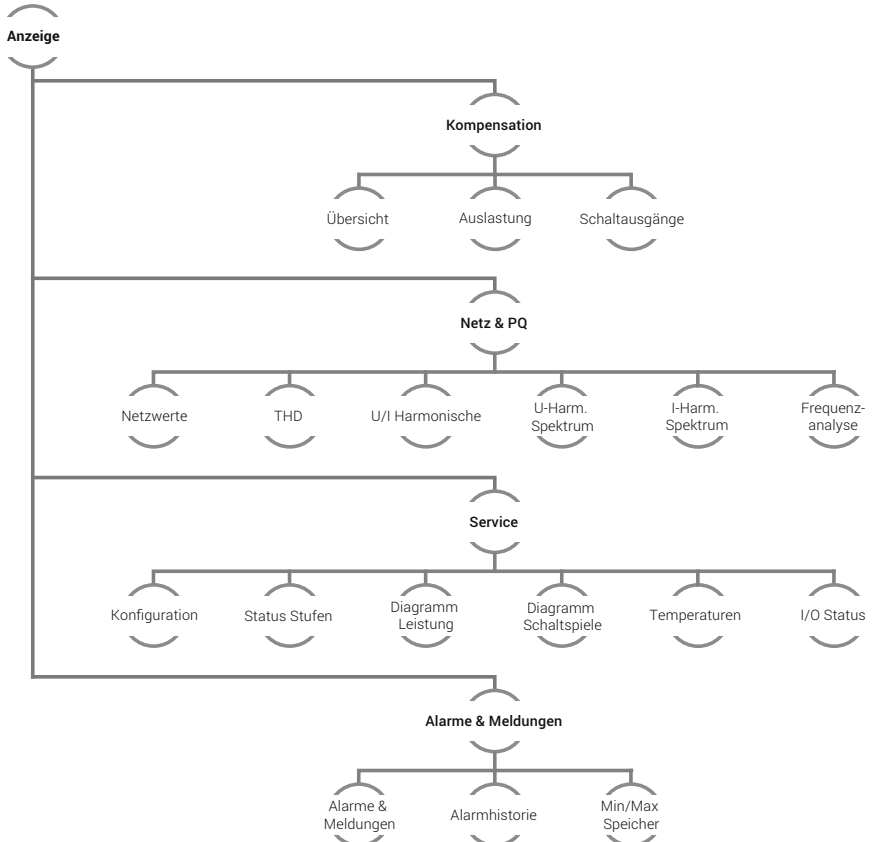 Anzeige
Kompensation
Übersicht
Auslastung
Schaltausgänge
Netz & PQ
Netzwerte
THD
U/I Harmonische
U-Harm.
Spektrum
I-Harm.
Spektrum
Frequenz-
analyse
Service
Konfiguration
Status Stufen
Diagramm
Leistung
Diagramm
Schaltspiele
Temperaturen
I/O Status
Alarme & Meldungen
Alarme &
Meldungen
Alarmhistorie
Min/Max
Speicher